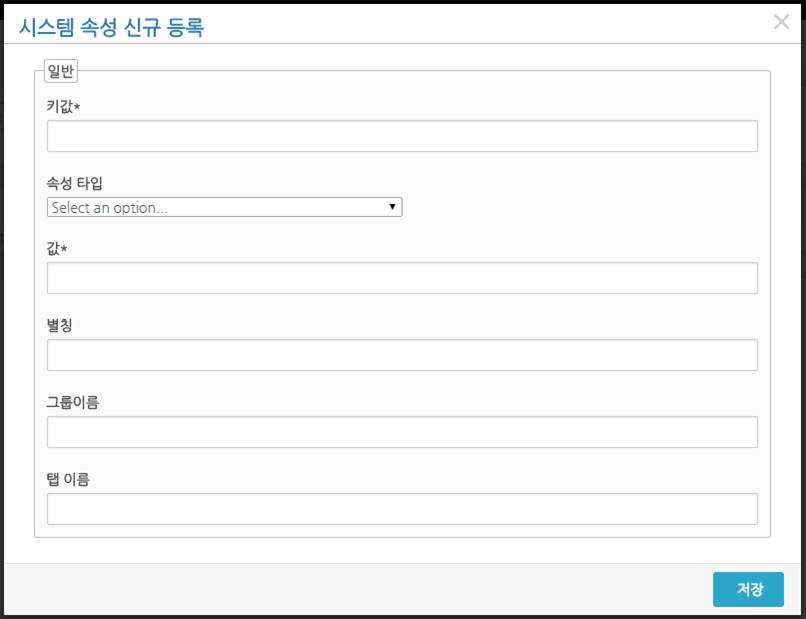 시스템 속성 신규 등록
일반
키값*
속성 타입
Select an option...
값*
별칭
그룹이름
탭 이름
저장